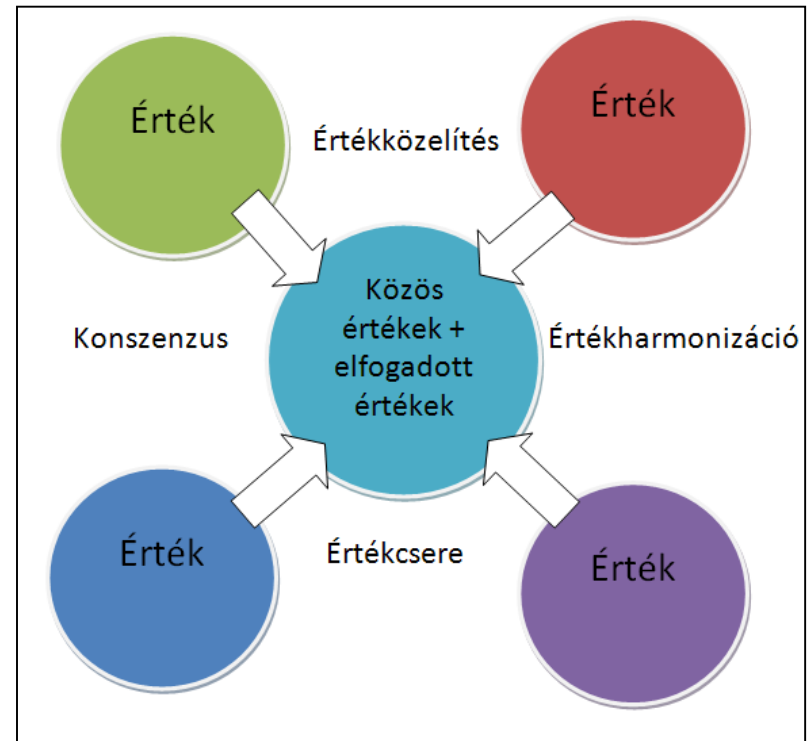 Érték
Érték
Értékközelítés
Közös
értékek +
elfogadott
értékek
Konszenzus
Értékharmonizáció
Érték
Értékcsere
Érték